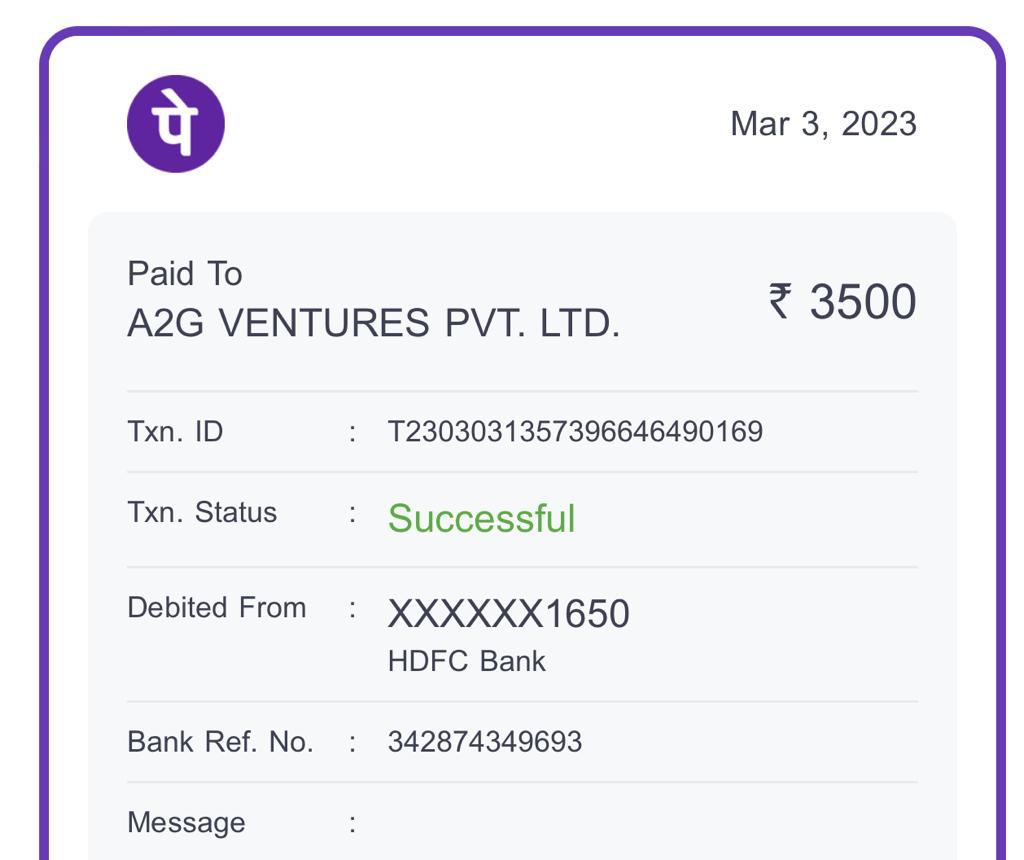 पे
Mar 3, 2023
Paid To
A2G VENTURES PVT. LTD.
₹ 3500
Txn. ID : T2303031357396646490169
Txn. Status : Successful
Debited From : XXXXXX1650
HDFC Bank
Bank Ref. No. : 342874349693
Message :